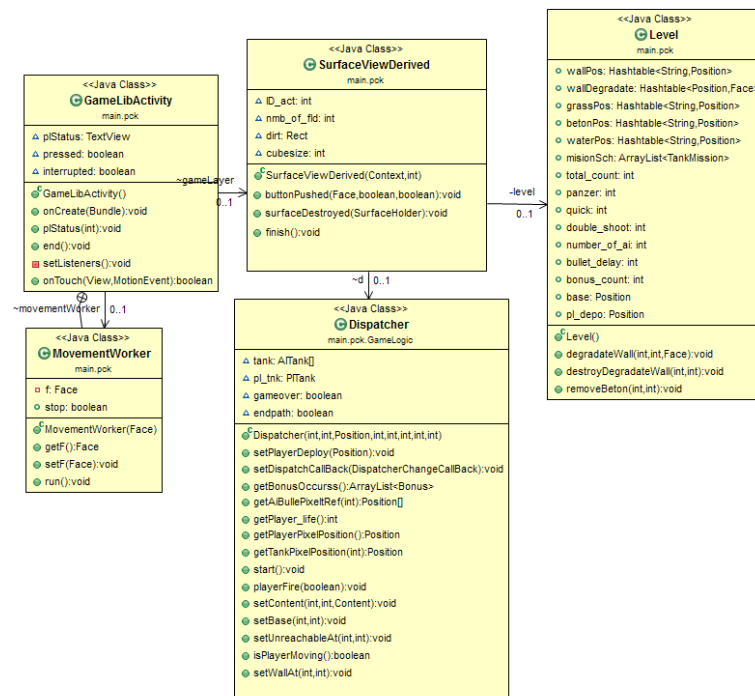 <<Java Class>>
GameLibActivity
main.pck
plStatus: TextView
pressed: boolean
interrupted: boolean
GameLibActivity()
onCreate(Bundle):void
plStatus(int):void
end():void
setListeners():void
onTouch(View,MotionEvent):boolean
~gameLayer
0..1
~movementWorker
0..1
<<Java Class>>
MovementWorker
main.pck
f: Face
stop: boolean
MovementWorker(Face)
getF():Face
setF(Face):void
run():void
<<Java Class>>
SurfaceViewDerived
main.pck
ID_act: int
nmb_of_fld: int
dirt: Rect
cubesize: int
SurfaceViewDerived(Context,int)
buttonPushed(Face,boolean,boolean):void
surfaceDestroyed(SurfaceHolder):void
finish():void
-level
0..1
~d
0..1
<<Java Class>>
Dispatcher
main.pck.GameLogic
tank: AITank[]
pl_tnk: PlTank
gameover: boolean
endpath: boolean
Dispatcher(int,int,Position,int,int,int,int,int)
setPlayerDeploy(Position):void
setDispatchCallBack(DispatcherChangeCallBack):void
getBonusOccurss():ArrayList<Bonus>
getAiBullePixeltRef(int):Position[]
getPlayer_life():int
getPlayerPixelPosition():Position
getTankPixelPosition(int):Position
start():void
playerFire(boolean):void
setContent(int,int,Content):void
setBase(int,int):void
setUnreachableAt(int,int):void
isPlayerMoving():boolean
setWallAt(int,int):void
<<Java Class>>
Level
main.pck
wallPos: Hashtable<String,Position>
wallDegradate: Hashtable<Position,Face>
grassPos: Hashtable<String,Position>
betonPos: Hashtable<String,Position>
waterPos: Hashtable<String,Position>
misionSch: ArrayList<TankMission>
total_count: int
panzer: int
quick: int
double_shoot: int
number_of_ai: int
bullet_delay: int
bonus_count: int
base: Position
pl_depo: Position
Level()
degradateWall(int,int,Face):void
destroyDegradateWall(int,int):void
removeBeton(int,int):void